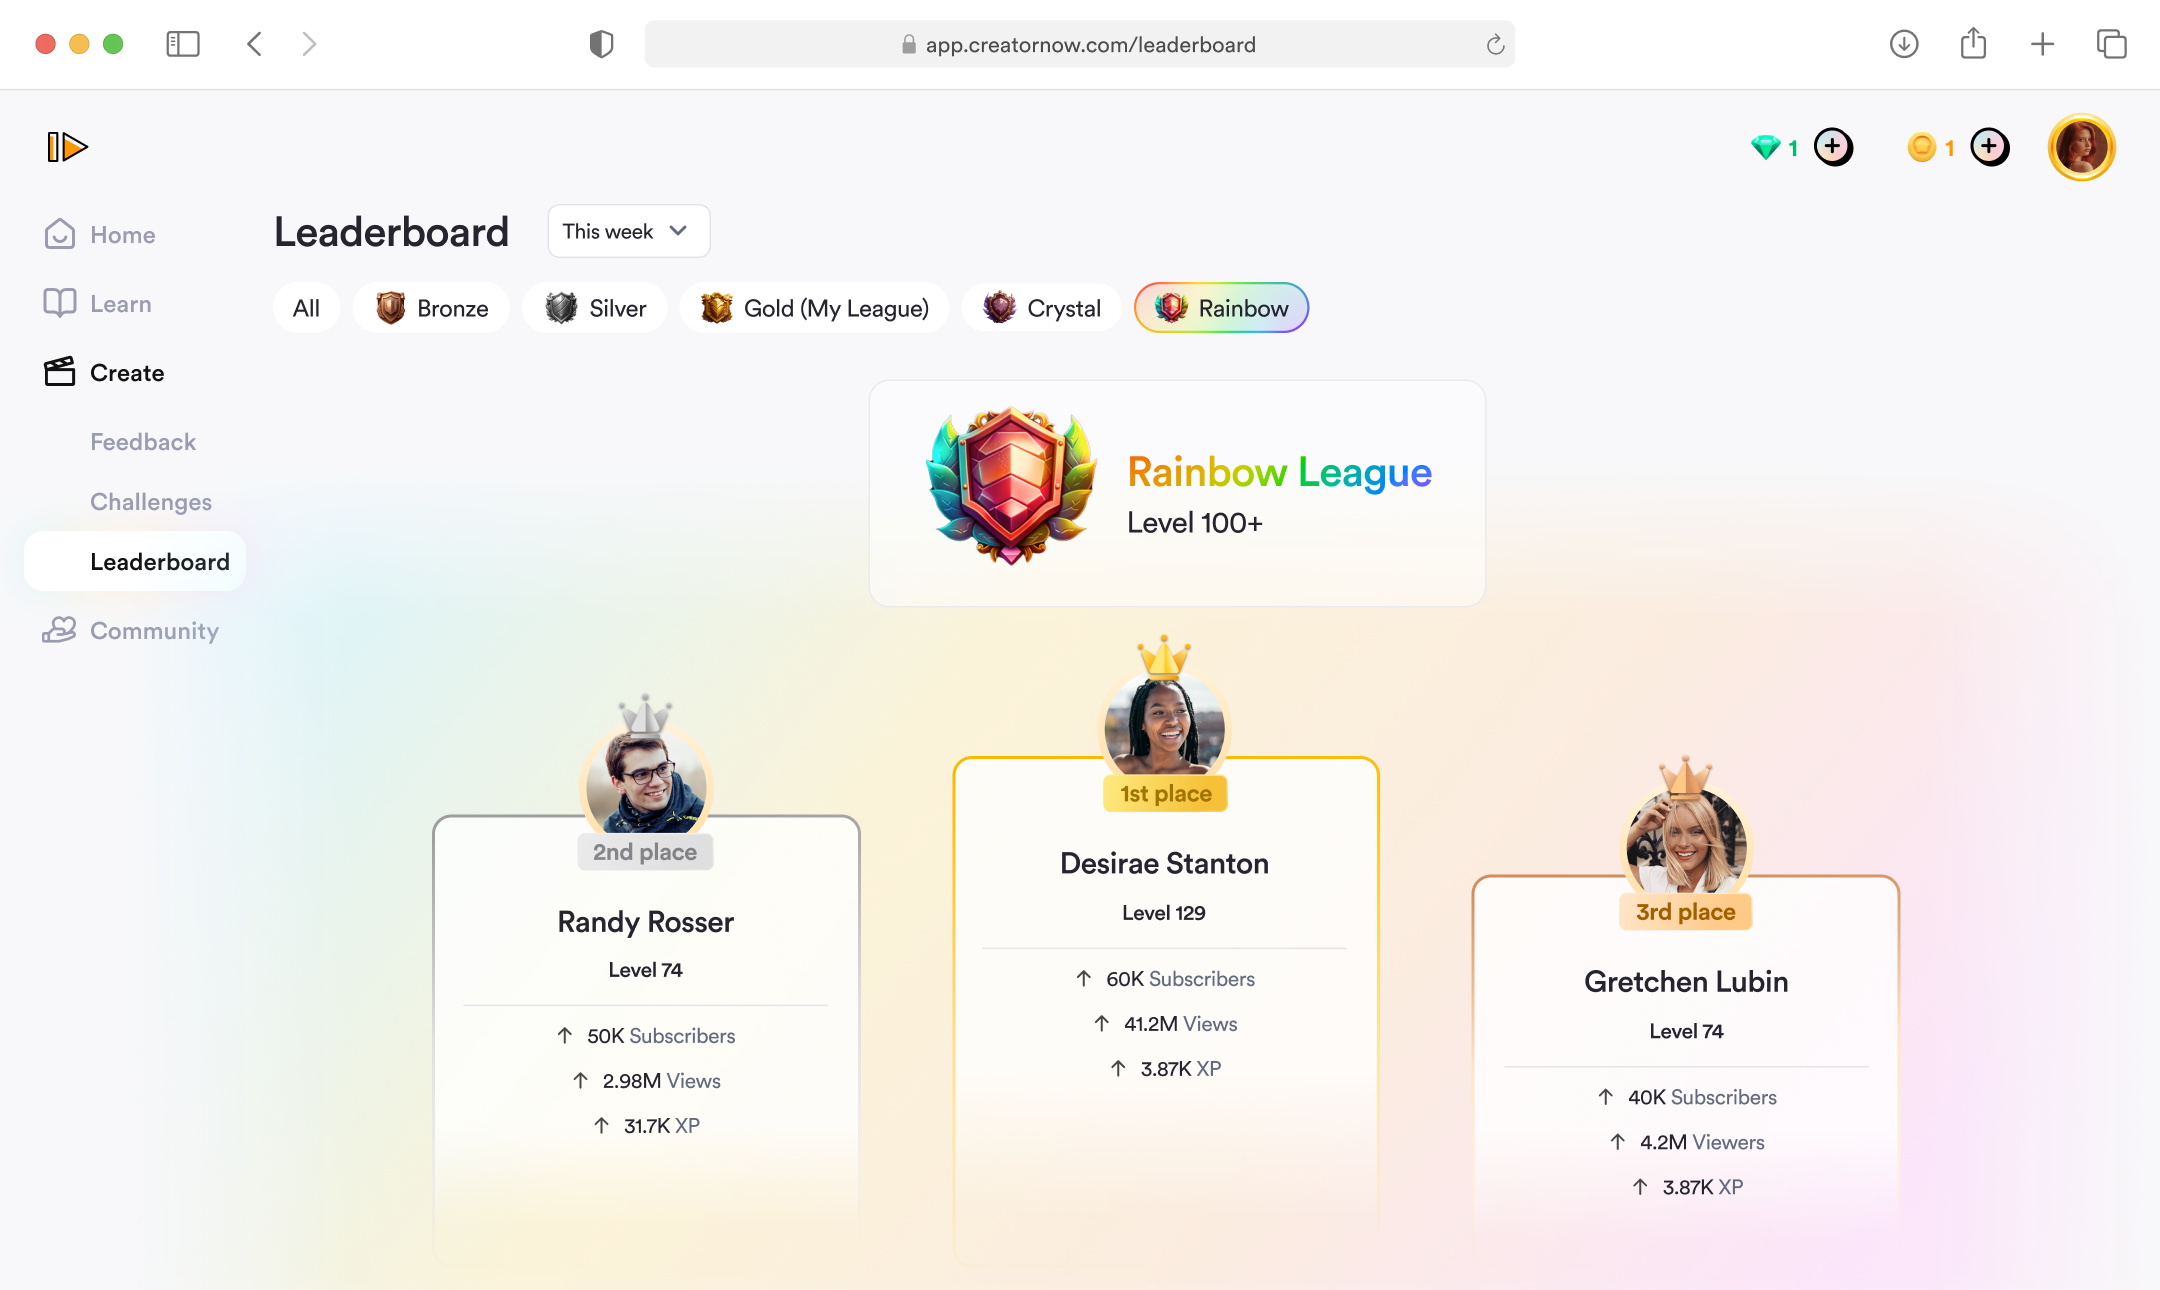 app.creatornow.com/leaderboard
1
1
Home
Learn
Create
Feedback
Challenges
Leaderboard
Community
Leaderboard
This week
All
Bronze
Silver
Gold (My League)
Crystal
Rainbow
Rainbow League
Level 100+
2nd place
Randy Rosser
Level 74
50K Subscribers
2.98M Views
31.7K XP
1st place
Desirae Stanton
Level 129
60K Subscribers
41.2M Views
3.87K XP
3rd place
Gretchen Lubin
Level 74
40K Subscribers
4.2M Viewers
3.87K XP